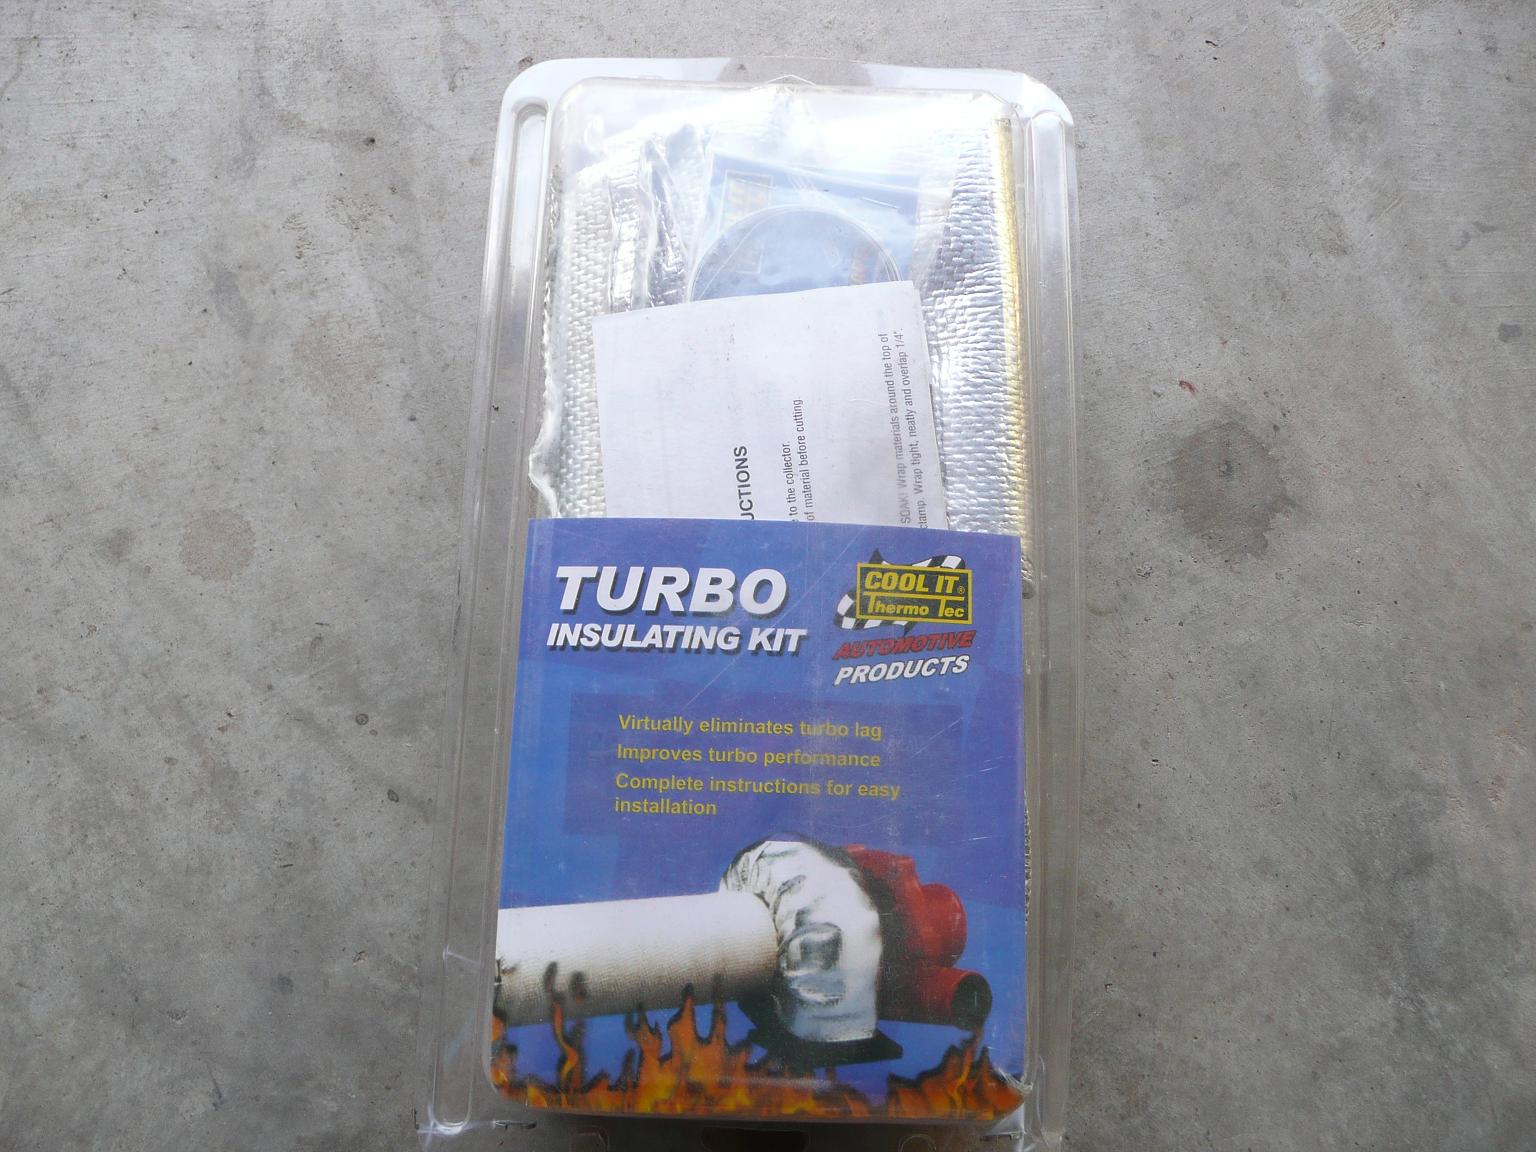 UCTIONS
e to the collector.
of material before cutting.
SOAK! Wrap materials around the top of
clamp. Wrap tight, neatly and overlap 1/4".
TURBO
INSULATING KIT
COOL IT®
Thermo Tec
AUTOMOTIVE
PRODUCTS
Virtually eliminates turbo lag
Improves turbo performance
Complete instructions for easy
installation